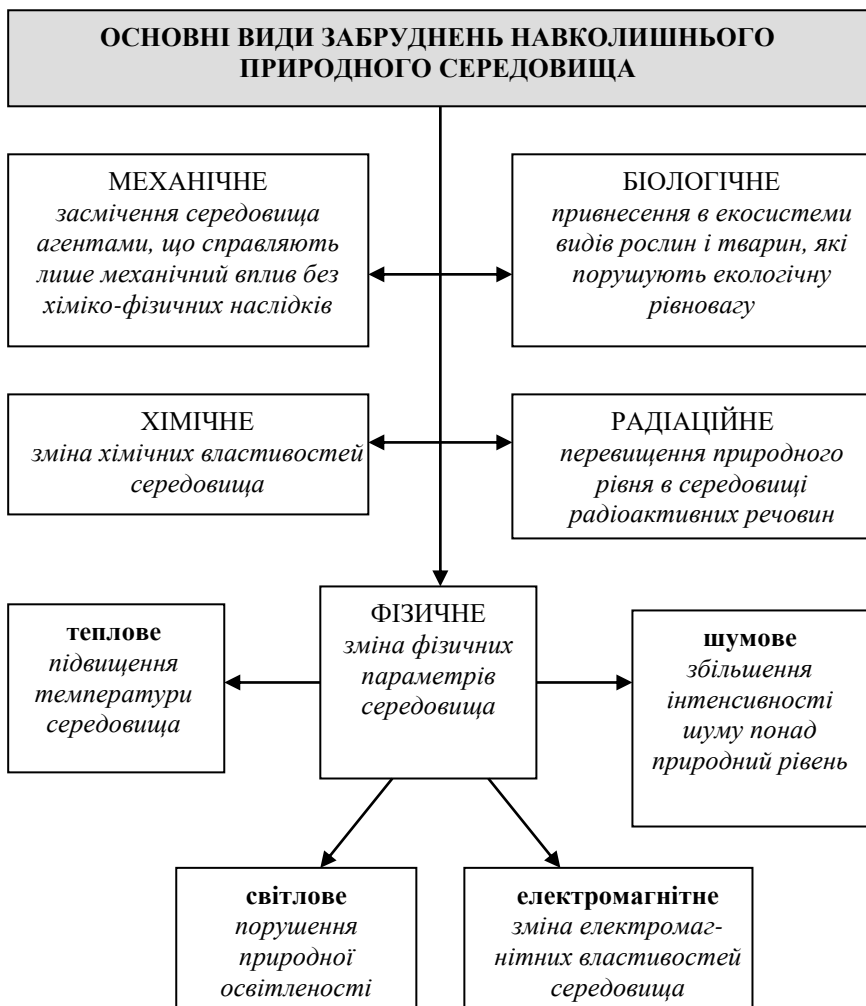 ОСНОВНІ ВИДИ ЗАБРУДНЕНЬ НАВКОЛИШНЬОГО
ПРИРОДНОГО СЕРЕДОВИЩА
МЕХАНІЧНЕ
засмічення середовища
агентами, що справляють
лише механічний вплив без
хіміко-фізичних наслідків
БІОЛОГІЧНЕ
привнесення в екосистеми
видів рослин і тварин, які
порушують екологічну
рівновагу
ХІМІЧНЕ
зміна хімічних властивостей
середовища
РАДІАЦІЙНЕ
перевищення природного
рівня в середовищі
радіоактивних речовин
теплове
підвищення
температури
середовища
ФІЗИЧНЕ
зміна фізичних
параметрів
середовища
шумове
збільшення
інтенсивності
шуму понад
природний рівень
світлове
порушення
природної
освітленості
електромагнітне
зміна електромаг-
нітних властивостей
середовища